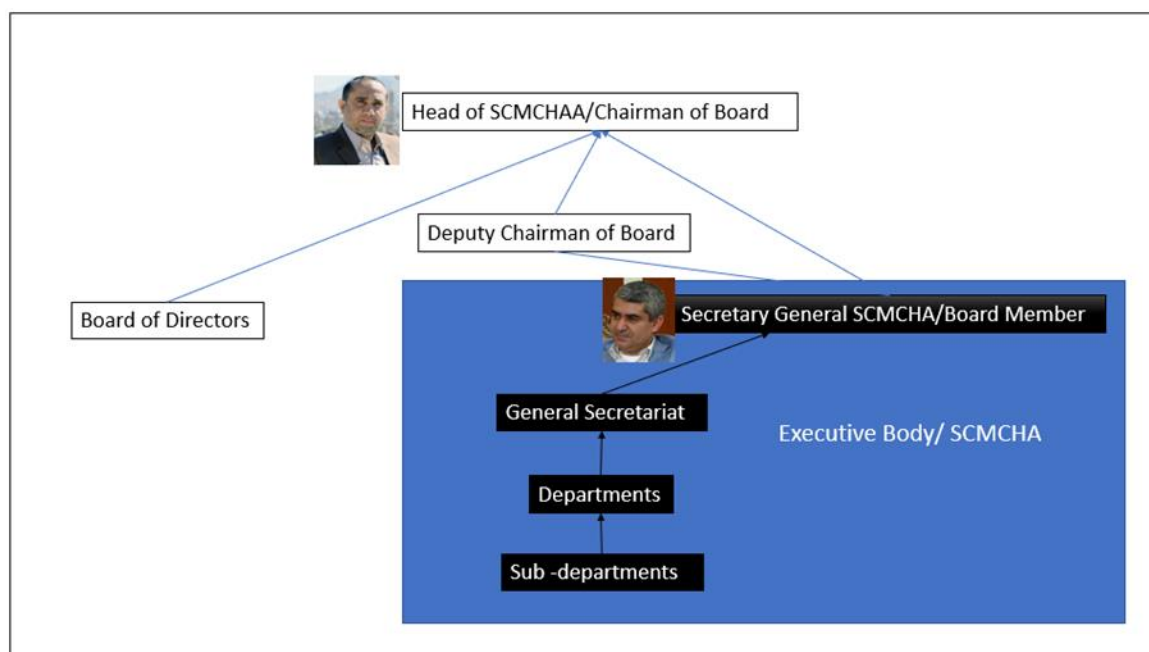 Head of SCMCHAA/Chairman of Board
Deputy Chairman of Board
Board of Directors
Secretary General SCMCHA/Board Member
General Secretariat
Executive Body/ SCMCHA
Departments
Sub -departments